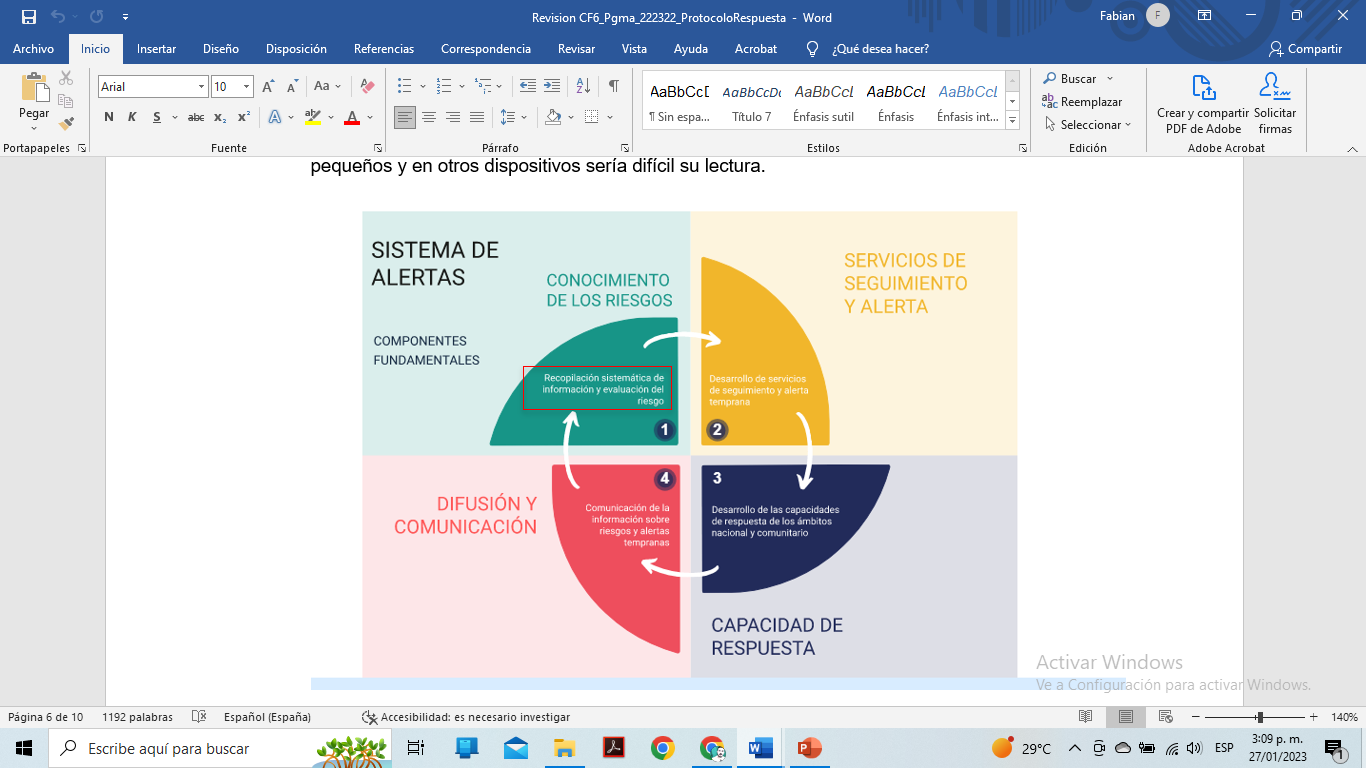 Revision CF6_Pgma_222322_ProtocoloRespuesta - Word
Fabian
F
Archivo
Inicio
Insertar
Diseño
Disposición
Referencias
Correspondencia
Revisar
Vista
Ayuda
Acrobat
¿Qué desea hacer?
Compartir
Pegar
Portapapeles
Arial
10
Aa
N K S abc x₂ x²
A
Fuente
Párrafo
AaBbCcD
¶ Sin espa...
AaBbCcDc
Título 7
AaBbCcL
Énfasis sutil
AaBbCcL
Énfasis
AaBbCcL
Énfasis int...
Estilos
Buscar
Reemplazar
Seleccionar
Edición
Crear y compartir
PDF de Adobe
Solicitar
firmas
Adobe Acrobat
pequeños y en otros dispositivos sería difícil su lectura.
SISTEMA DE
ALERTAS
COMPONENTES
FUNDAMENTALES
CONOCIMIENTO
DE LOS RIESGOS
Recopilación sistemática de
información y evaluación del
riesgo
1
SERVICIOS DE
SEGUIMIENTO
Y ALERTA
Desarrollo de servicios
de seguimiento y alerta
temprana
2
3
Desarrollo de las capacidades
de respuesta de los ámbitos
nacional y comunitario
CAPACIDAD DE
RESPUESTA
4
Comunicación de la
información sobre
riesgos y alertas
tempranas
DIFUSIÓN Y
COMUNICACIÓN
Activar Windows
Ve a Configuración para activar Windows.
Página 6 de 10
1192 palabras
Español (España)
Accesibilidad: es necesario investigar
140%
Escribe aquí para buscar
29°C
ESP
3:09 p. m.
27/01/2023
1